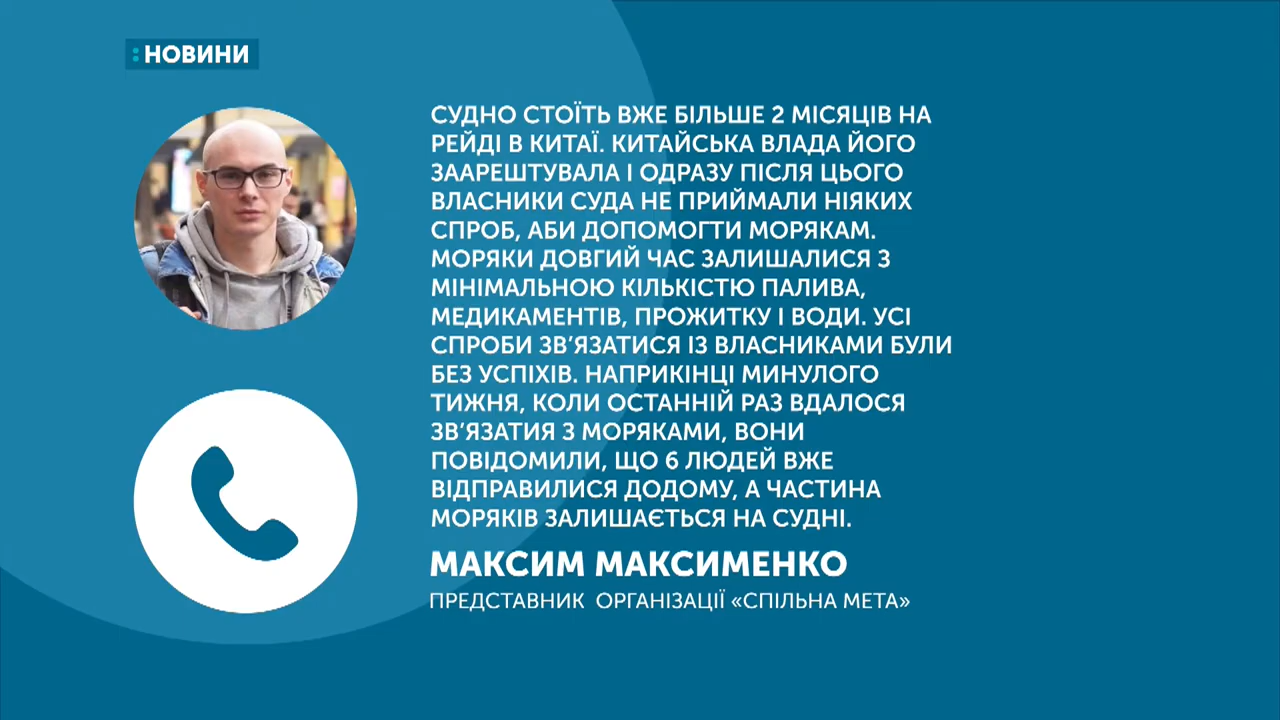 : НОВИНИ
СУДНО СТОЇТЬ ВЖЕ БІЛЬШЕ 2 МІСЯЦІВ НА
РЕЙДІ В КИТАЇ. КИТАЙСЬКА ВЛАДА ЙОГО
ЗААРЕШТУВАЛА І ОДРАЗУ ПІСЛЯ ЦЬОГО
ВЛАСНИКИ СУДА НЕ ПРИЙМАЛИ НІЯКИХ
СПРОБ, АБИ ДОПОМОГТИ МОРЯКАМ.
МОРЯКИ ДОВГИЙ ЧАС ЗАЛИШАЛИСЯ З
МІНІМАЛЬНОЮ КІЛЬКІСТЮ ПАЛИВА,
МЕДИКАМЕНТІВ, ПРОЖИТКУ І ВОДИ. УСІ
СПРОБИ ЗВ’ЯЗАТИСЯ ІЗ ВЛАСНИКАМИ БУЛИ
БЕЗ УСПІХІВ. НАПРИКІНЦІ МИНУЛОГО
ТИЖНЯ, КОЛИ ОСТАННІЙ РАЗ ВДАЛОСЯ
ЗВ’ЯЗАТИЯ З МОРЯКАМИ, ВОНИ
ПОВІДОМИЛИ, ЩО 6 ЛЮДЕЙ ВЖЕ
ВІДПРАВИЛИСЯ ДОДОМУ, А ЧАСТИНА
МОРЯКІВ ЗАЛИШАЄТЬСЯ НА СУДНІ.
МАКСИМ МАКСИМЕНКО
ПРЕДСТАВНИК ОРГАНІЗАЦІЇ «СПІЛЬНА МЕТА»